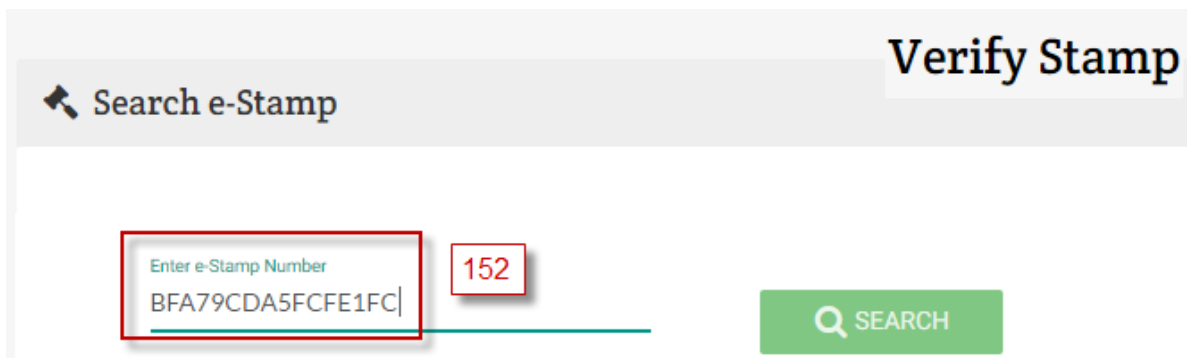 Verify Stamp
Search e-Stamp
Enter e-Stamp Number
152
BFA79CDA5FCFE1FC
SEARCH